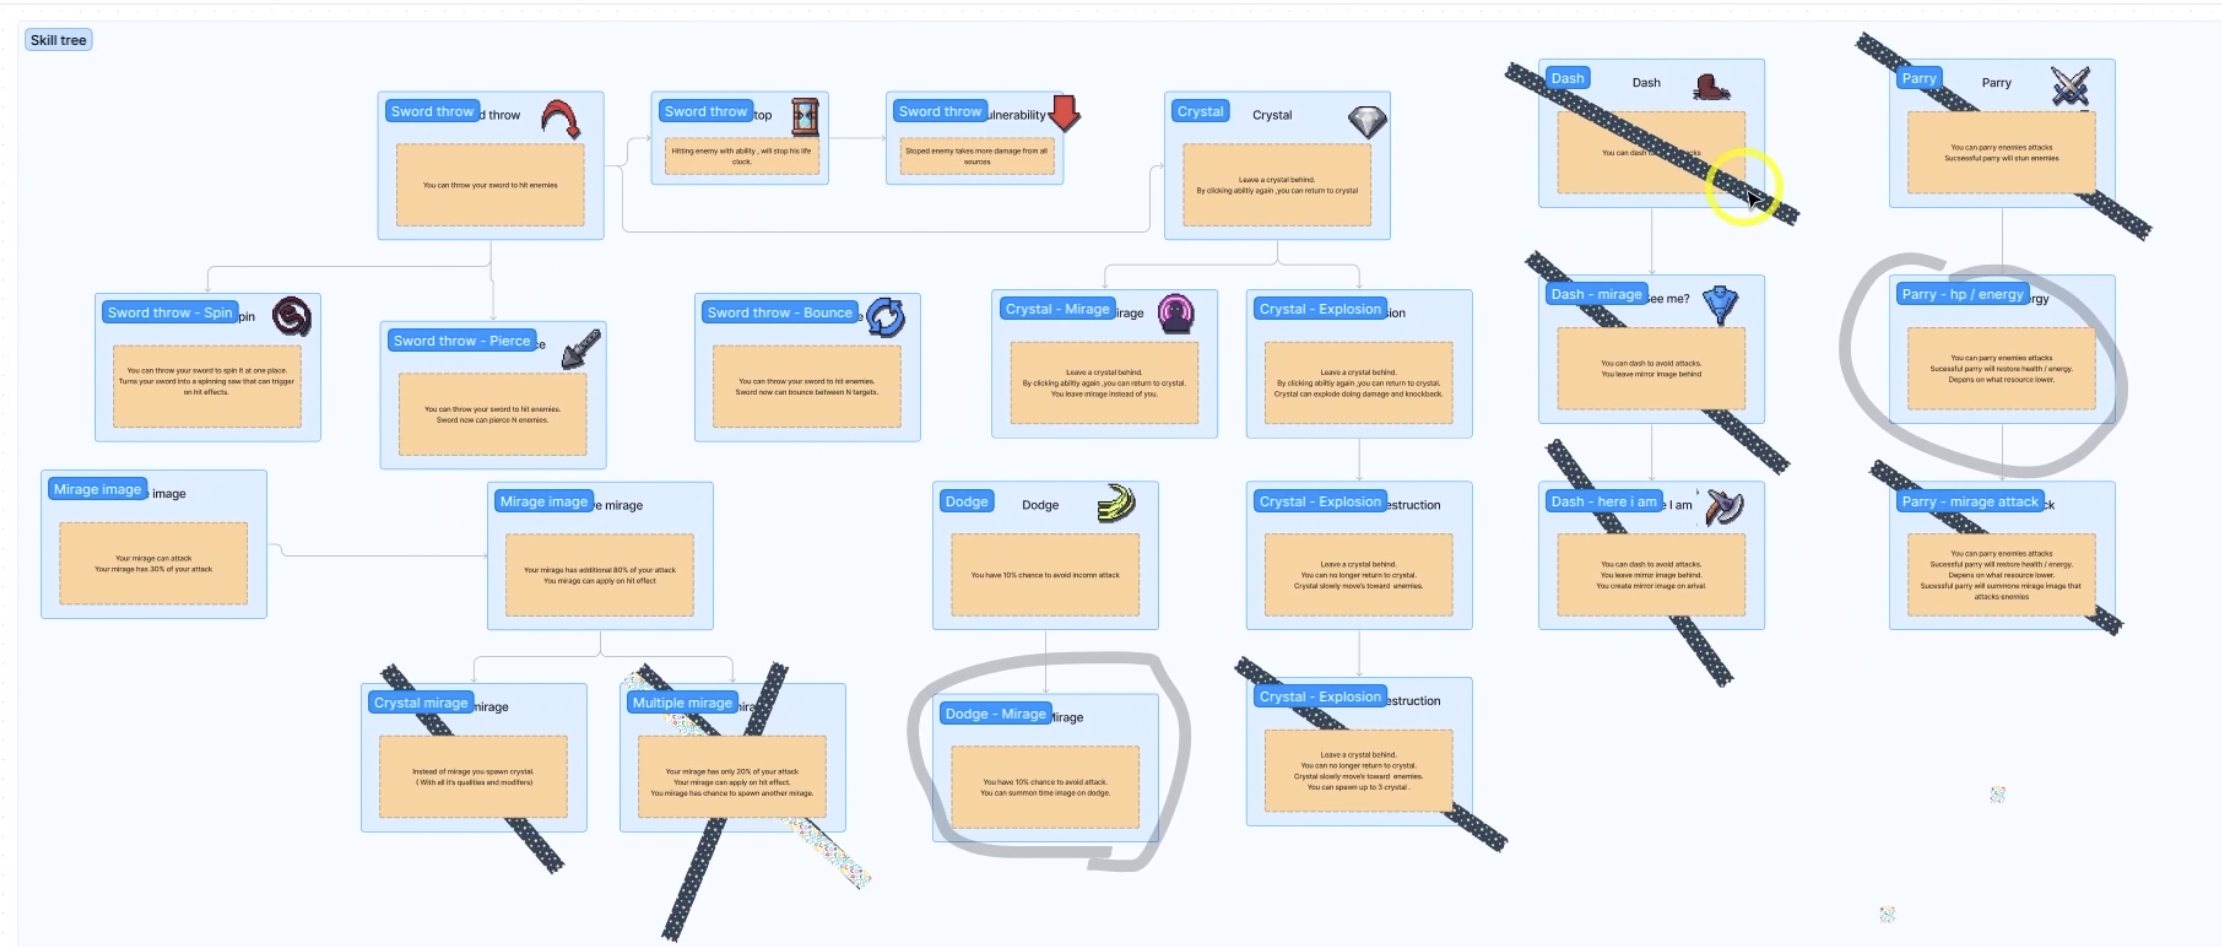 Skill tree
Sword throw
d throw
You can throw your sword to hit enemies
Sword throw
top
Hitting enemy with ability , will stop his life
clock.
Sword throw
ulnerability
Stoped enemy takes more damage from all
sources
Crystal
Crystal
Leave a crystal behind.
By clicking abiltiy again ,you can return to crystal
Dash
Dash
You can dash
Parry
Parry
You can parry enemies attacks
Sucsessful parry will stun enemies
Sword throw - Spin
pin
You can throw your sword to spin it at one place.
Turns your sword into a spinning saw that can trigger
on hit effects.
Sword throw - Pierce
ce
You can throw your sword to hit enemies.
Sword now can pierce N enemies.
Sword throw - Bounce
e
You can throw your sword to hit enemies.
Sword now can bounce between N targets.
Crystal - Mirage
irage
Leave a crystal behind.
By clicking abiltiy again ,you can return to crystal.
You leave mirage instead of you.
Crystal - Explosion
ion
Leave a crystal behind.
By clicking abiltiy again ,you can return to crystal.
Crystal can explode doing damage and knockback.
Dash - mirage
ee me?
You can dash to avoid attacks.
You leave mirror image behind
Parry - hp / energy
rgy
You can parry enemies attacks
Sucessful parry will restore health / energy.
Depens on what resource lower.
Mirage image
image
Your mirage can attack
Your mirage has 30% of your attack
Mirage image
e mirage
Your mirage has additional 80% of your attack
You mirage can apply on hit effect
Dodge
Dodge
You have 10% chance to avoid incomn attack
Crystal - Explosion
estruction
Leave a crystal behind.
You can no longer return to crystal.
Crystal slowly move's toward enemies.
Dash - here i am
I am
You can dash to avoid attacks.
You leave mirror image behind.
You create mirror image on arival.
Parry - mirage attack
ck
You can parry enemies attacks
Sucessful parry will restore health / energy.
Depens on what resource lower.
Sucessful parry will summone mirage image that
attacks enemies
Crystal mirage
mirage
Instead of mirage you spawn crystal.
( With all it's qualities and modifers)
Multiple mirage
Your mirage has only 20% of your attack
Your mirage can apply on hit effect.
You mirage has chance to spawn another mirage.
Dodge - Mirage
Mirage
You have 10% chance to avoid attack.
You can summon time image on dodge.
Crystal - Explosion
estruction
Leave a crystal behind.
You can no longer return to crystal.
Crystal slowly move's toward enemies.
You can spawn up to 3 crystal .